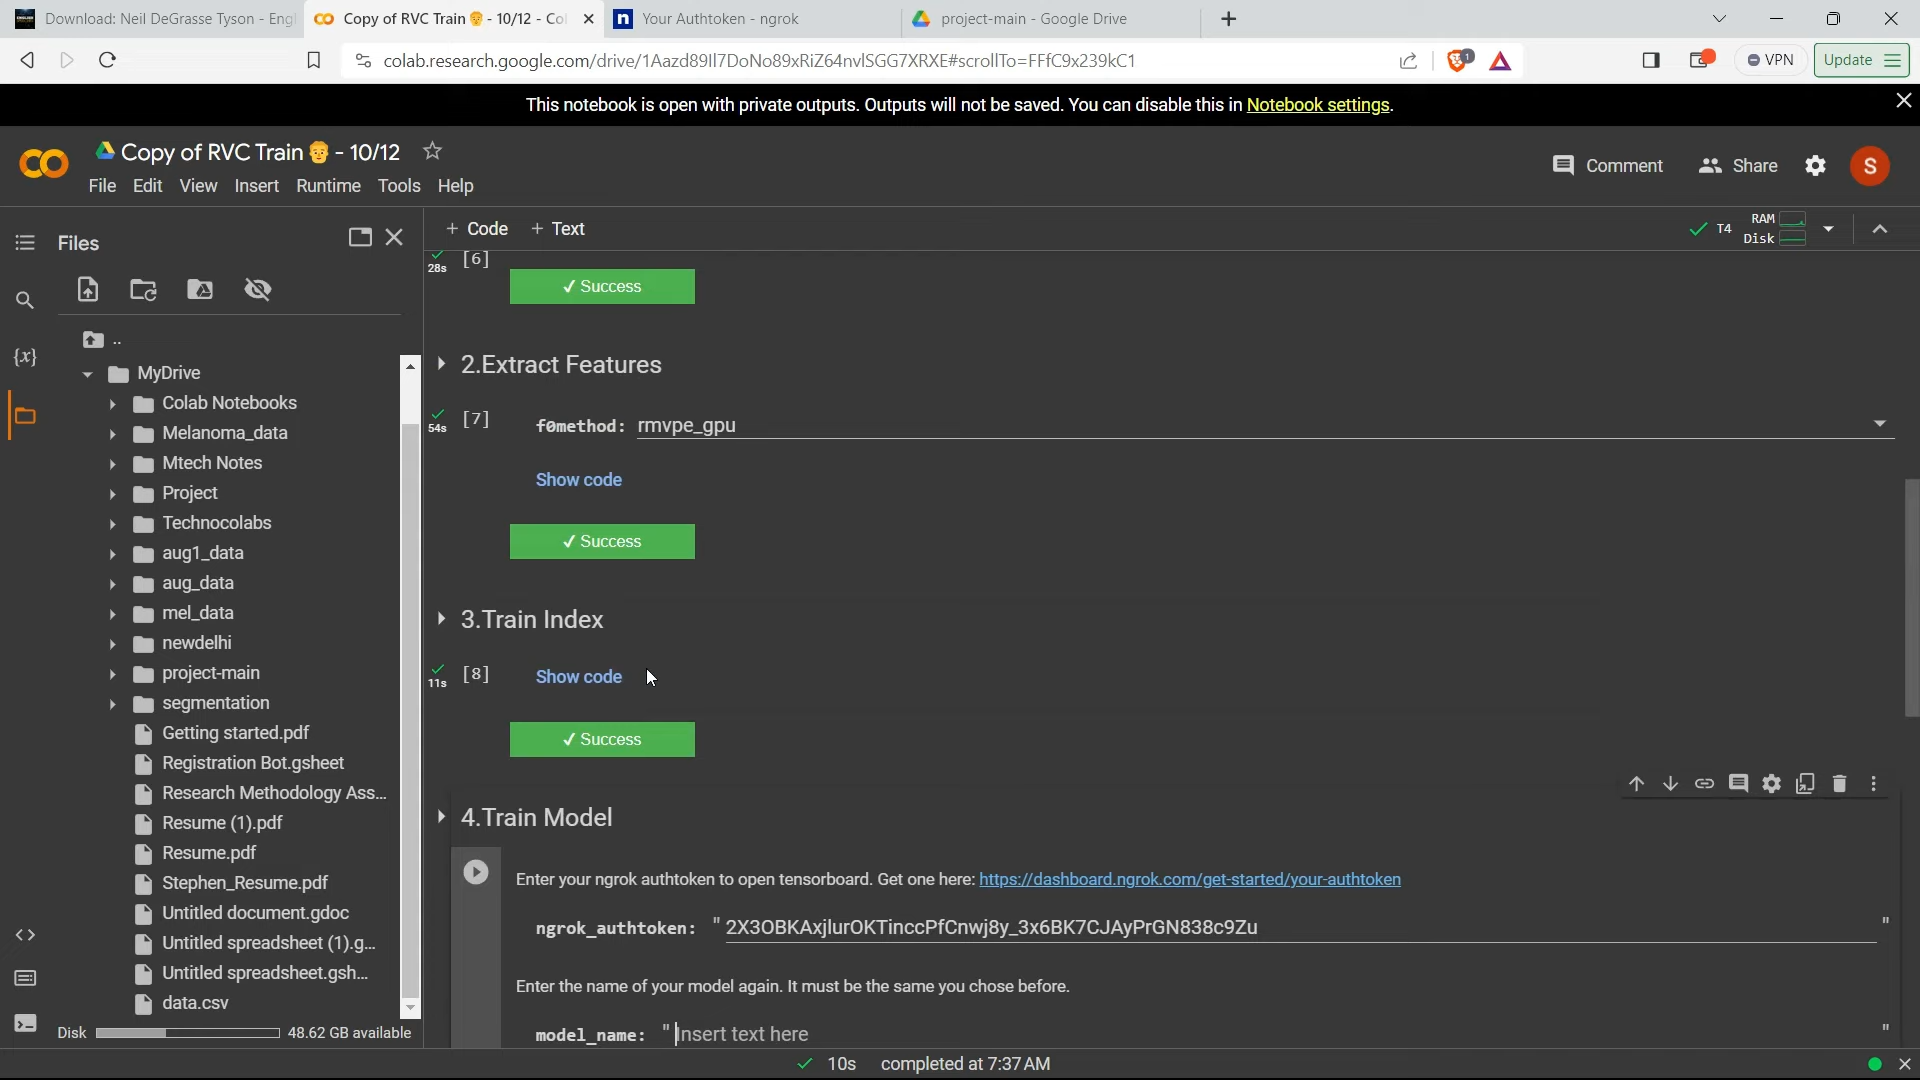 Download: Neil DeGrasse Tyson - Engl
Copy of RVC Train - 10/12 - Col
Your Authtoken - ngrok
project-main - Google Drive
colab.research.google.com/drive/1Aazd89Il7DoNo89xRiZ64nvlSGG7XRXE#scrollTo=FFfC9x239kC1
1
VPN
Update
This notebook is open with private outputs. Outputs will not be saved. You can disable this in Notebook settings.
Copy of RVC Train - 10/12
File Edit View Insert Runtime Tools Help
Comment
Share
S
Files
+ Code + Text
T4
RAM
Disk
..
MyDrive
Colab Notebooks
Melanoma_data
Mtech Notes
Project
Technocolabs
aug1_data
aug_data
mel_data
newdelhi
project-main
segmentation
Getting started.pdf
Registration Bot.gsheet
Research Methodology Ass...
Resume (1).pdf
Resume.pdf
Stephen_Resume.pdf
Untitled document.gdoc
Untitled spreadsheet (1).g...
Untitled spreadsheet.gsh...
data.csv
Disk 48.62 GB available
28s [6]
✓ Success
2.Extract Features
54s [7] f0method: rmvpe_gpu
Show code
✓ Success
3.Train Index
11s [8] Show code
✓ Success
4.Train Model
Enter your ngrok authtoken to open tensorboard. Get one here: https://dashboard.ngrok.com/get-started/your-authtoken
ngrok_authtoken: " 2X3OBKAxjlurOKTinccPfCnwj8y_3x6BK7CJAyPrGN838c9Zu "
Enter the name of your model again. It must be the same you chose before.
model_name: " Insert text here "
10s completed at 7:37 AM